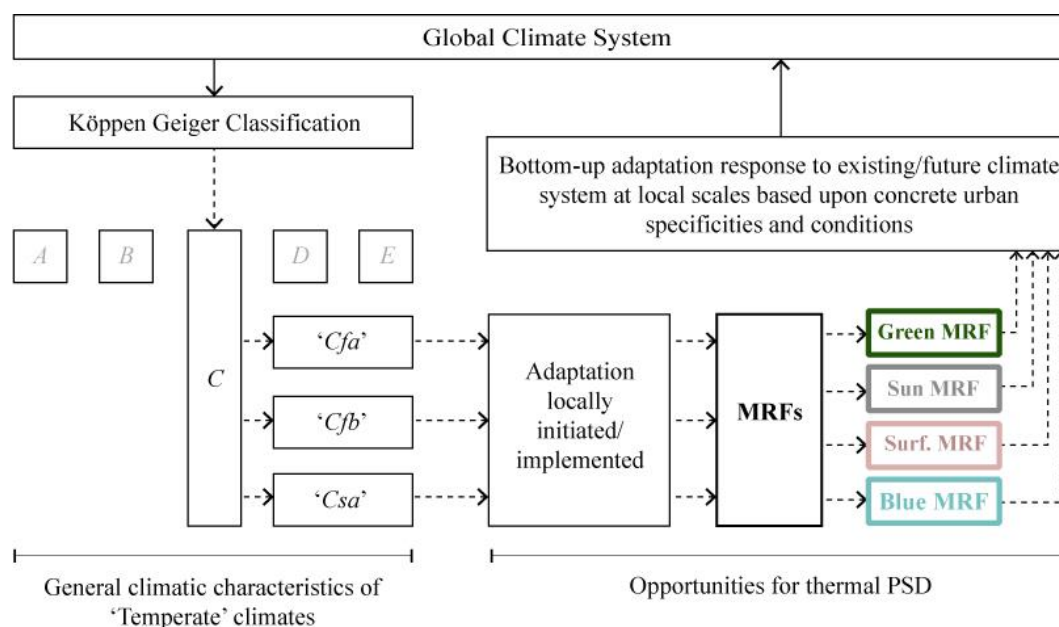 Global Climate System
Köppen Geiger Classification
Bottom-up adaptation response to existing/future climate
system at local scales based upon concrete urban
specificities and conditions
A
B
C
D
E
‘Cfa’
‘Cfb’
‘Csa’
Adaptation
locally
initiated/
implemented
MRFs
Green MRF
Sun MRF
Surf. MRF
Blue MRF
General climatic characteristics of
‘Temperate’ climates
Opportunities for thermal PSD